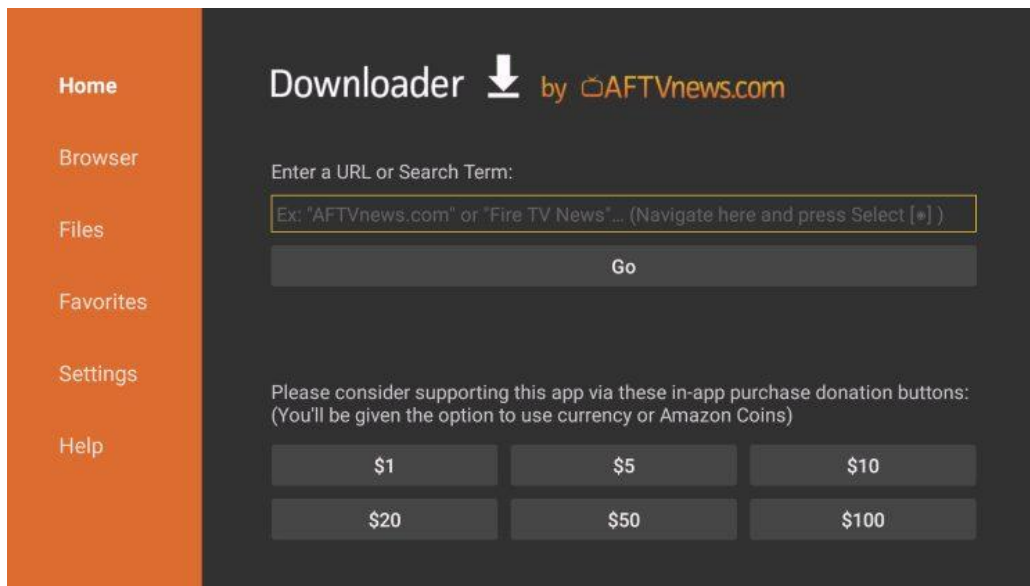 Home
Browser
Files
Favorites
Settings
Help
Downloader by AFTVnews.com
Enter a URL or Search Term:
Ex: "AFTVnews.com" or "Fire TV News"... (Navigate here and press Select [•] )
Go
Please consider supporting this app via these in-app purchase donation buttons:
(You'll be given the option to use currency or Amazon Coins)
$1 $5 $10
$20 $50 $100